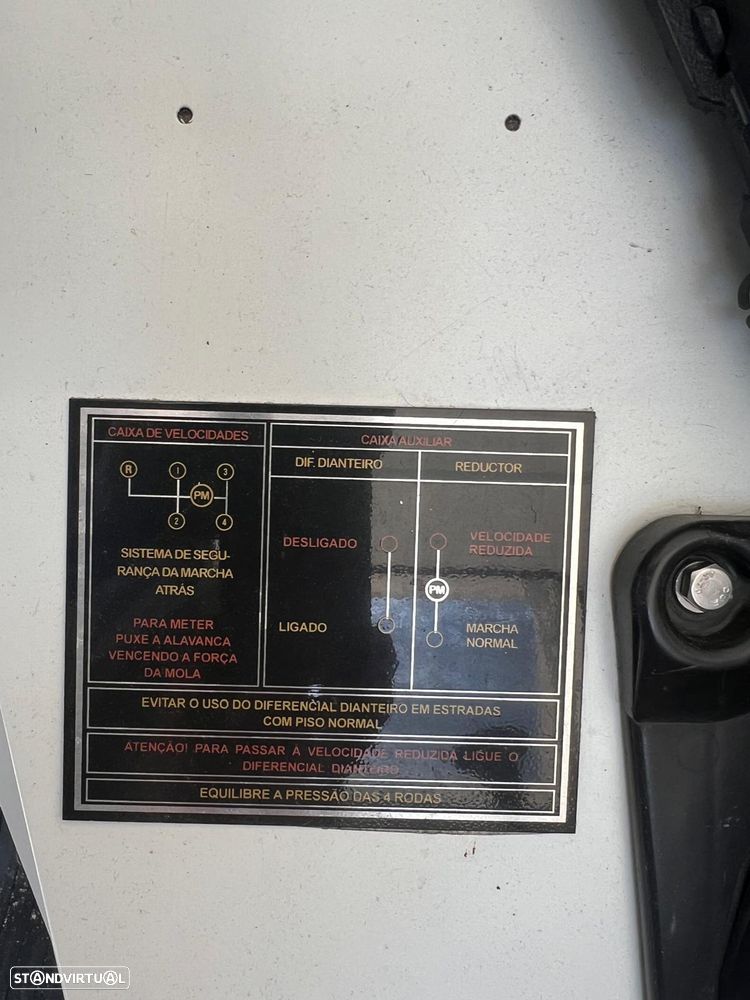 CAIXA DE VELOCIDADES
R 1 3
PM
2 4
SISTEMA DE SEGU-
RANÇA DA MARCHA
ATRÁS
PARA METER
PUXE A ALAVANCA
VENCENDO A FORÇA
DA MOLA
CAIXA AUXILIAR
DIF. DIANTEIRO
DESLIGADO
LIGADO
REDUCTOR
VELOCIDADE
REDUZIDA
PM
MARCHA
NORMAL
EVITAR O USO DO DIFERENCIAL DIANTEIRO EM ESTRADAS
COM PISO NORMAL
ATENÇÃO! PARA PASSAR À VELOCIDADE REDUZIDA LIGUE O
DIFERENCIAL DIANTEIRO
EQUILIBRE A PRESSÃO DAS 4 RODAS
STANDVIRTUAL